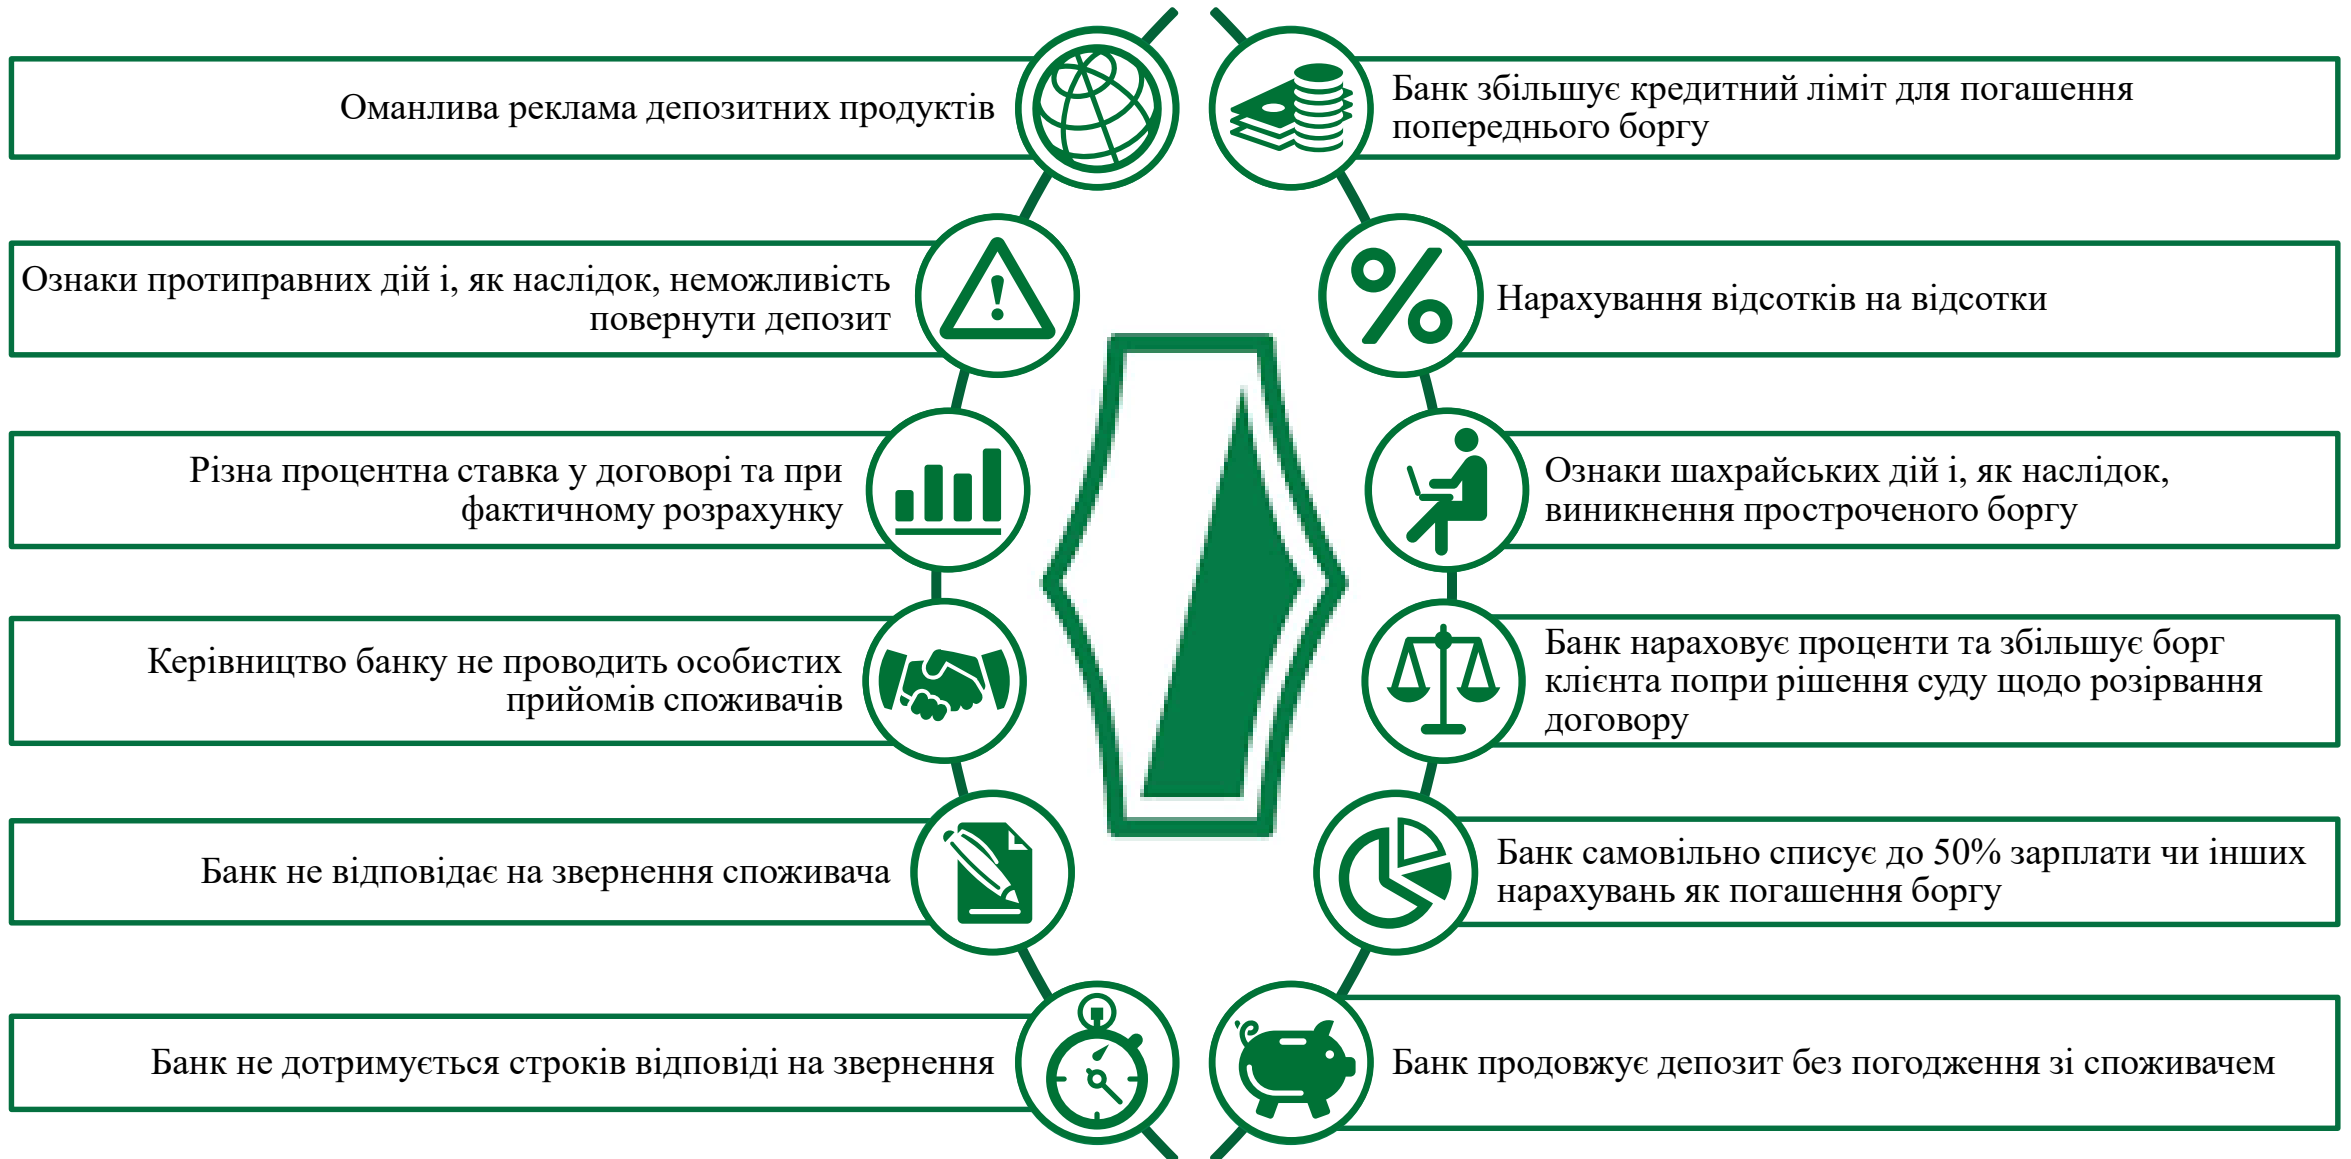 Оманлива реклама депозитних продуктів
Ознаки протиправних дій і, як наслідок, неможливість
повернути депозит
Різна процентна ставка у договорі та при
фактичному розрахунку
Керівництво банку не проводить особистих
прийомів споживачів
Банк не відповідає на звернення споживача
Банк не дотримується строків відповіді на звернення
Банк збільшує кредитний ліміт для погашення
попереднього боргу
Нарахування відсотків на відсотки
Ознаки шахрайських дій і, як наслідок,
виникнення простроченого боргу
Банк нараховує проценти та збільшує борг
клієнта попри рішення суду щодо розірвання
договору
Банк самовільно списує до 50% зарплати чи інших
нарахувань як погашення боргу
Банк продовжує депозит без погодження зі споживачем